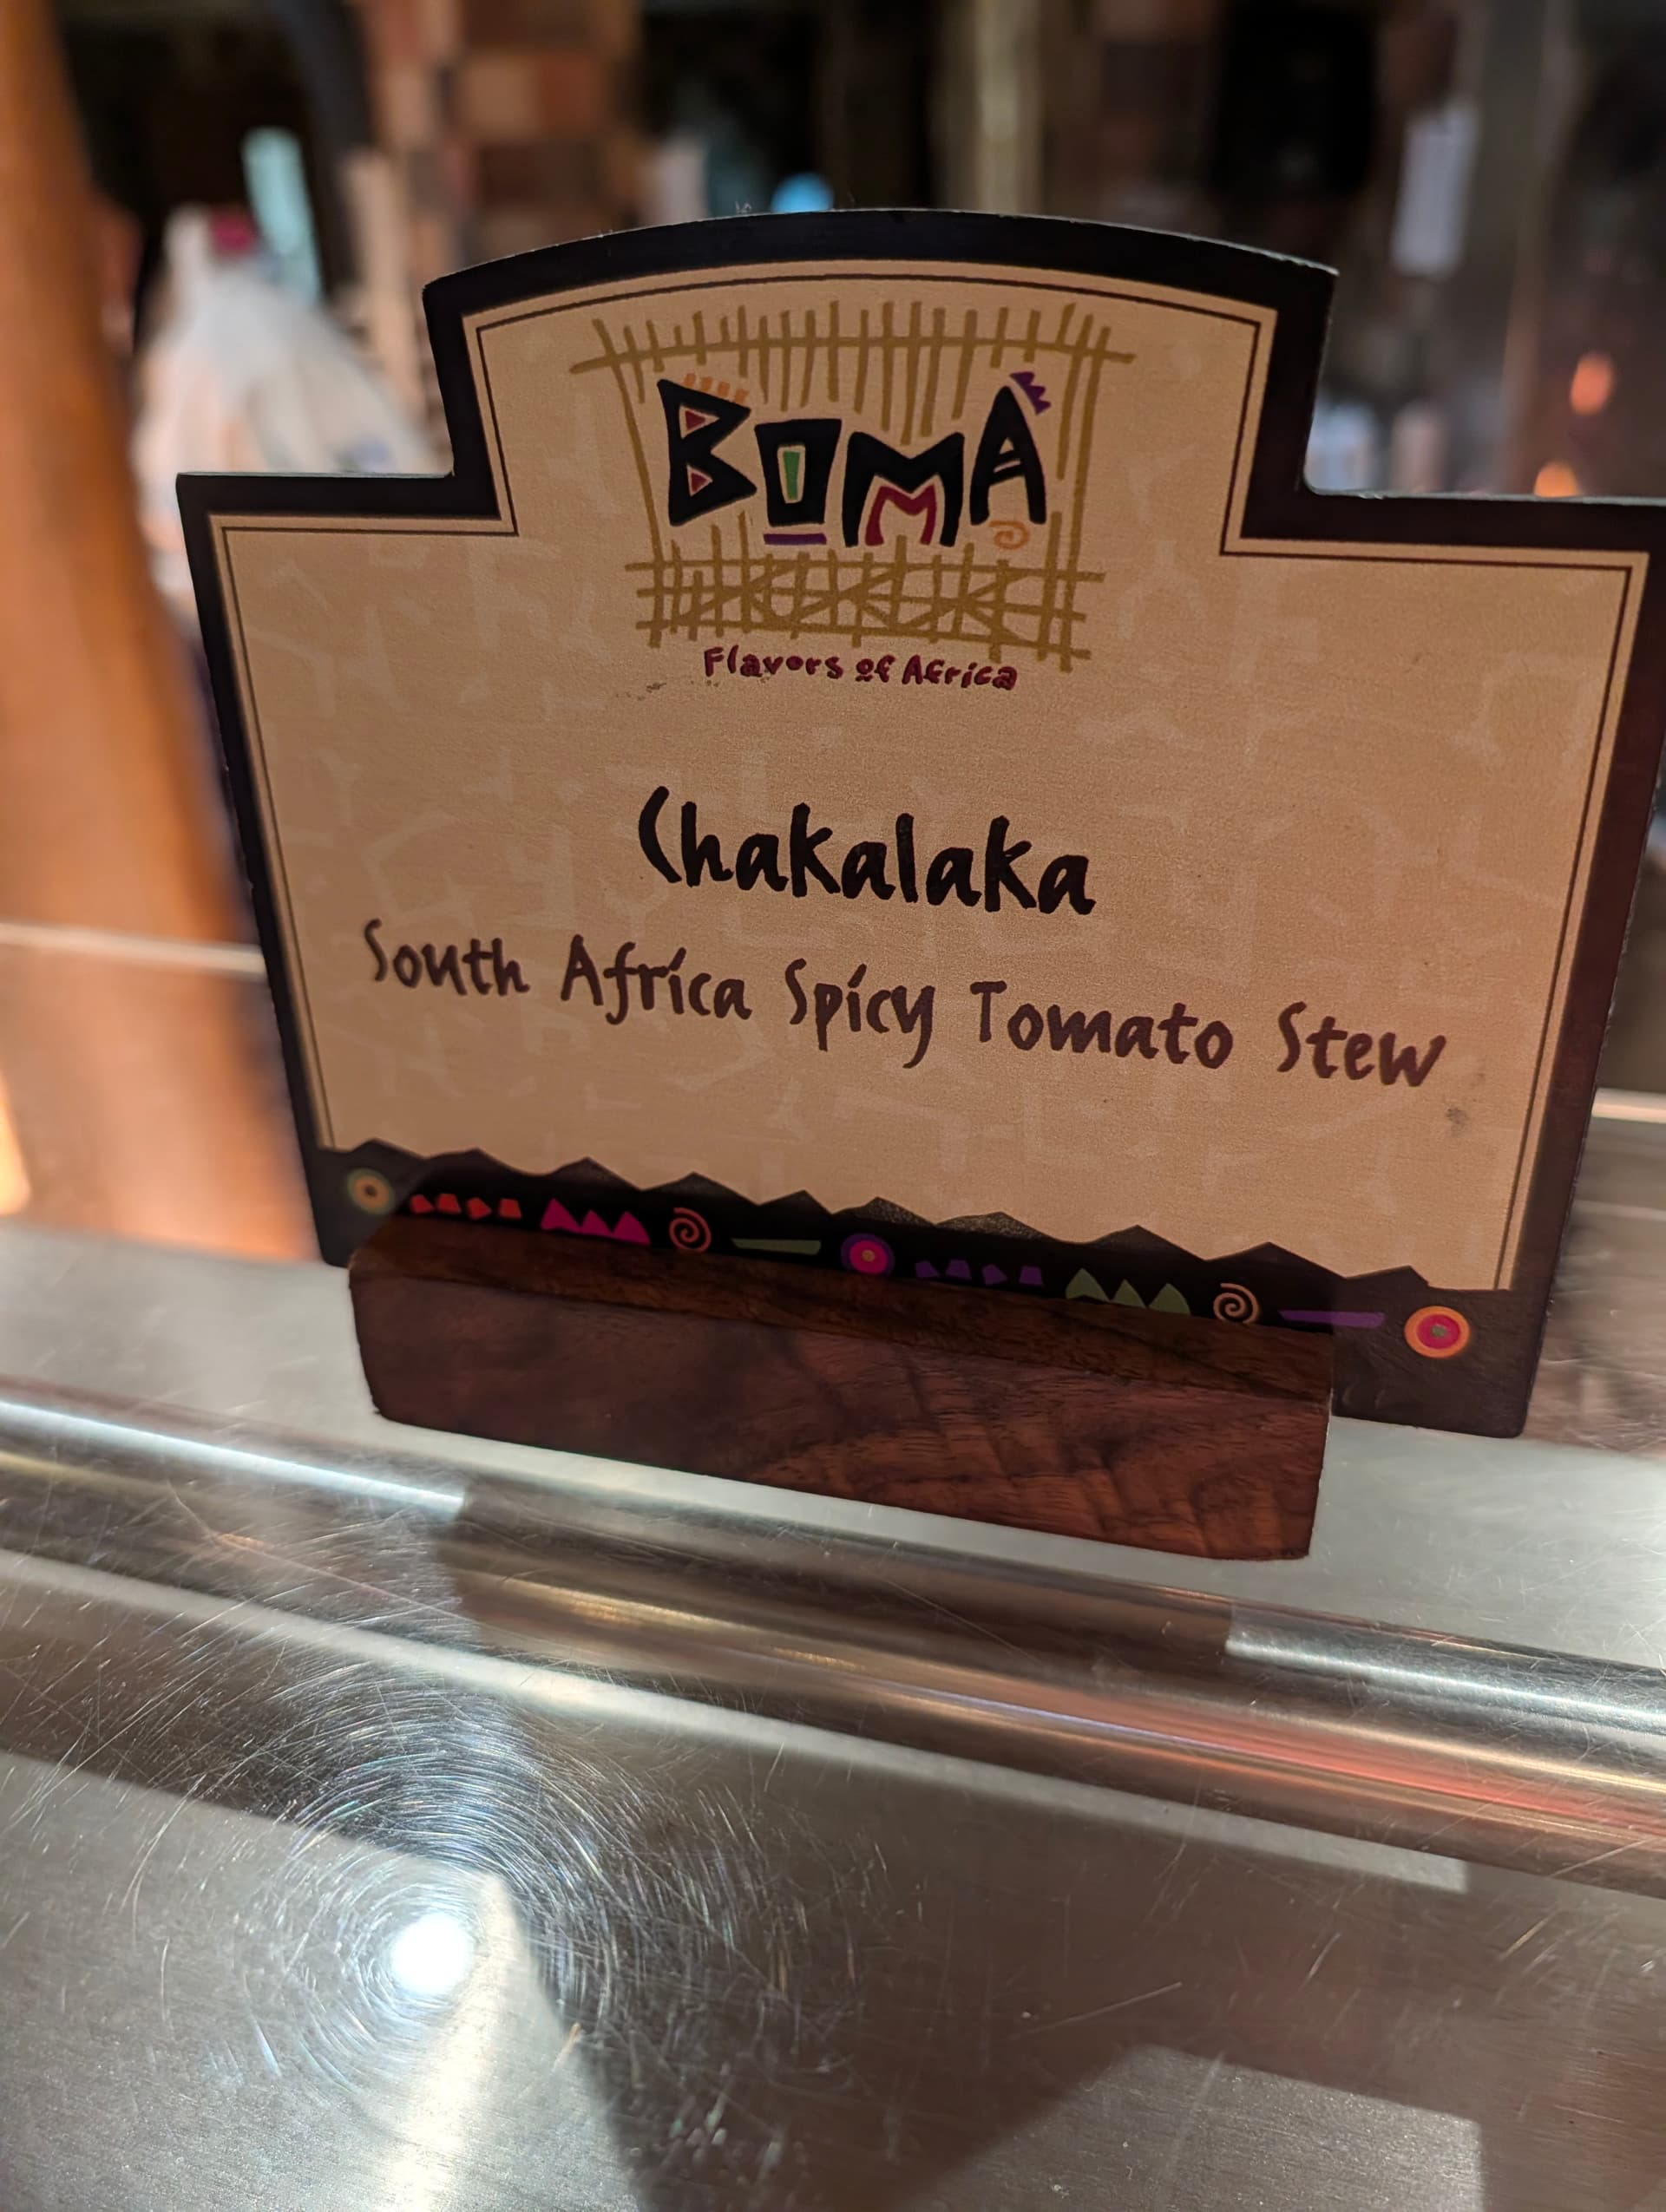 BOMA
Flavors of Africa
Chakalaka
South Africa Spicy Tomato Stew